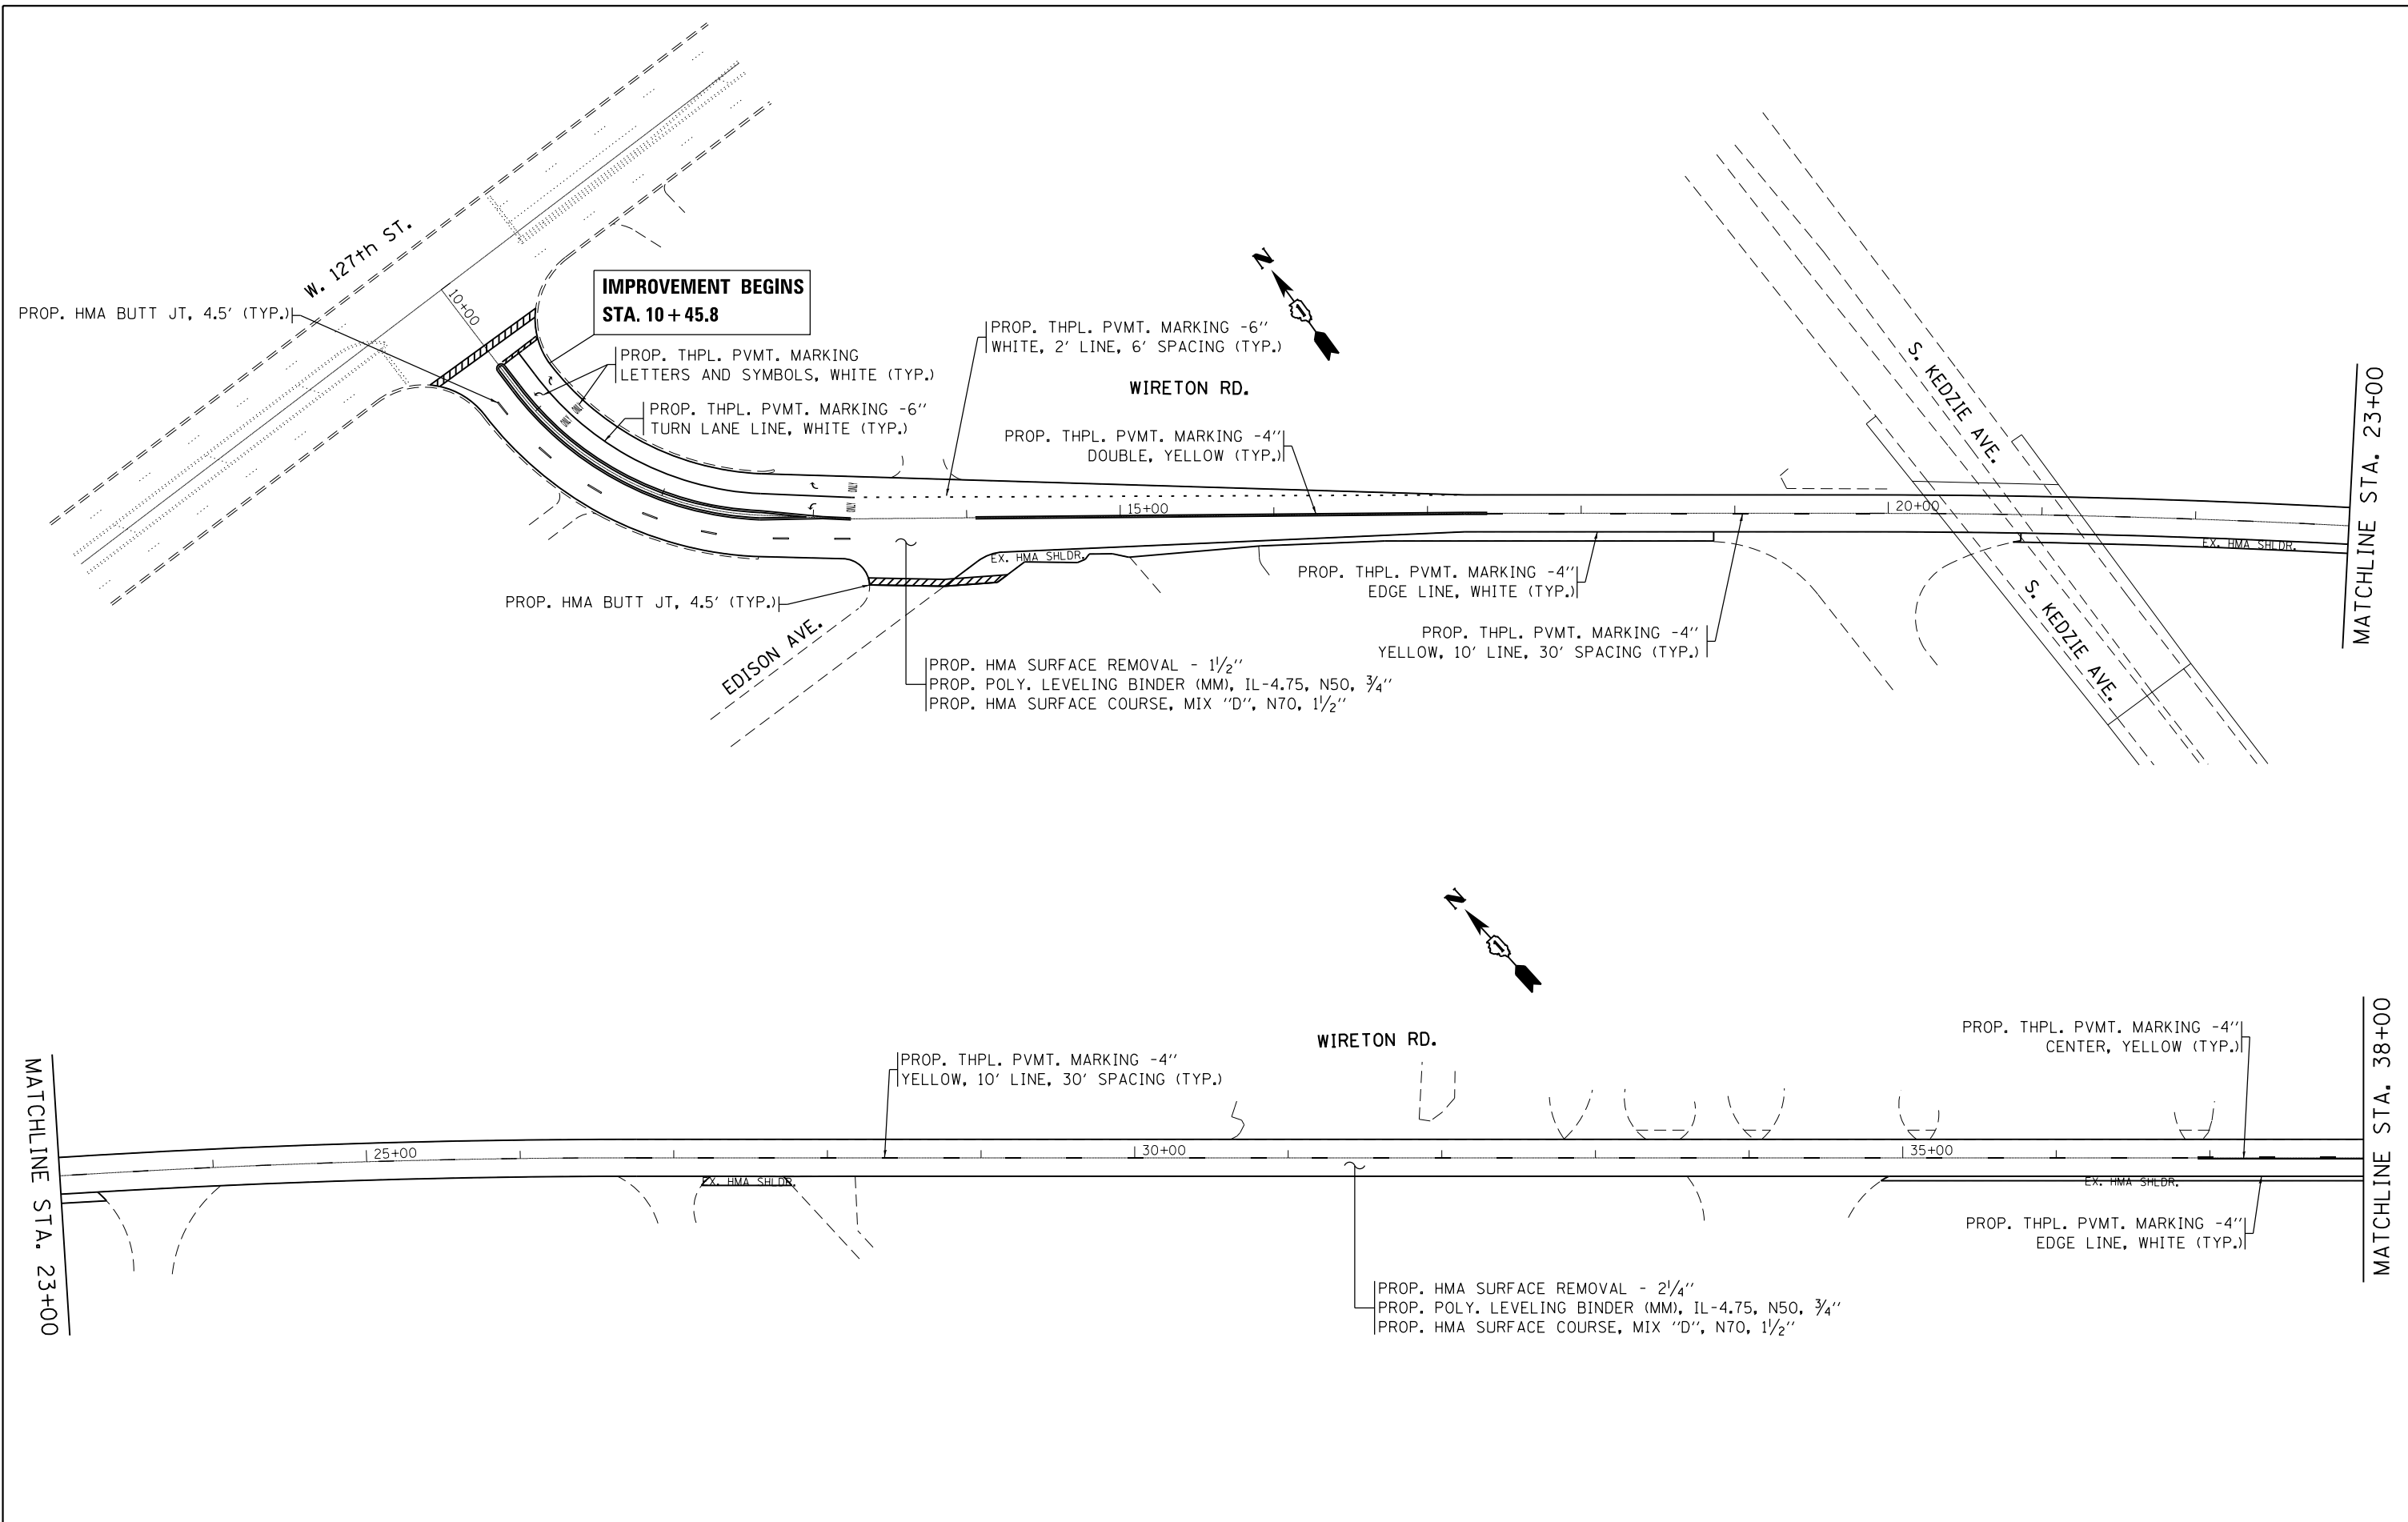 W. 127th ST.
PROP. HMA BUTT JT, 4.5' (TYP.)
10+00
IMPROVEMENT BEGINS
STA. 10+45.8
PROP. THPL. PVMT. MARKING
LETTERS AND SYMBOLS, WHITE (TYP.)
PROP. THPL. PVMT. MARKING -6"
TURN LANE LINE, WHITE (TYP.)
ONLY
ONLY
ONLY
ONLY
N
1
PROP. THPL. PVMT. MARKING -6"
WHITE, 2' LINE, 6' SPACING (TYP.)
WIRETON RD.
PROP. THPL. PVMT. MARKING -4"
DOUBLE, YELLOW (TYP.)
15+00
20+00
S. KEDZIE AVE.
MATCHLINE STA. 23+00
EX. HMA SHLDR.
EX. HMA SHLDR.
PROP. THPL. PVMT. MARKING -4"
EDGE LINE, WHITE (TYP.)
PROP. HMA BUTT JT, 4.5' (TYP.)
EDISON AVE.
S. KEDZIE AVE.
PROP. THPL. PVMT. MARKING -4"
YELLOW, 10' LINE, 30' SPACING (TYP.)
PROP. HMA SURFACE REMOVAL - 1½"
PROP. POLY. LEVELING BINDER (MM), IL-4.75, N50, ¾"
PROP. HMA SURFACE COURSE, MIX "D", N70, 1½"
N
1
WIRETON RD.
PROP. THPL. PVMT. MARKING -4"
CENTER, YELLOW (TYP.)
MATCHLINE STA. 38+00
MATCHLINE STA. 23+00
PROP. THPL. PVMT. MARKING -4"
YELLOW, 10' LINE, 30' SPACING (TYP.)
25+00
30+00
35+00
EX. HMA SHLDR.
EX. HMA SHLDR.
PROP. THPL. PVMT. MARKING -4"
EDGE LINE, WHITE (TYP.)
PROP. HMA SURFACE REMOVAL - 2¼"
PROP. POLY. LEVELING BINDER (MM), IL-4.75, N50, ¾"
PROP. HMA SURFACE COURSE, MIX "D", N70, 1½"